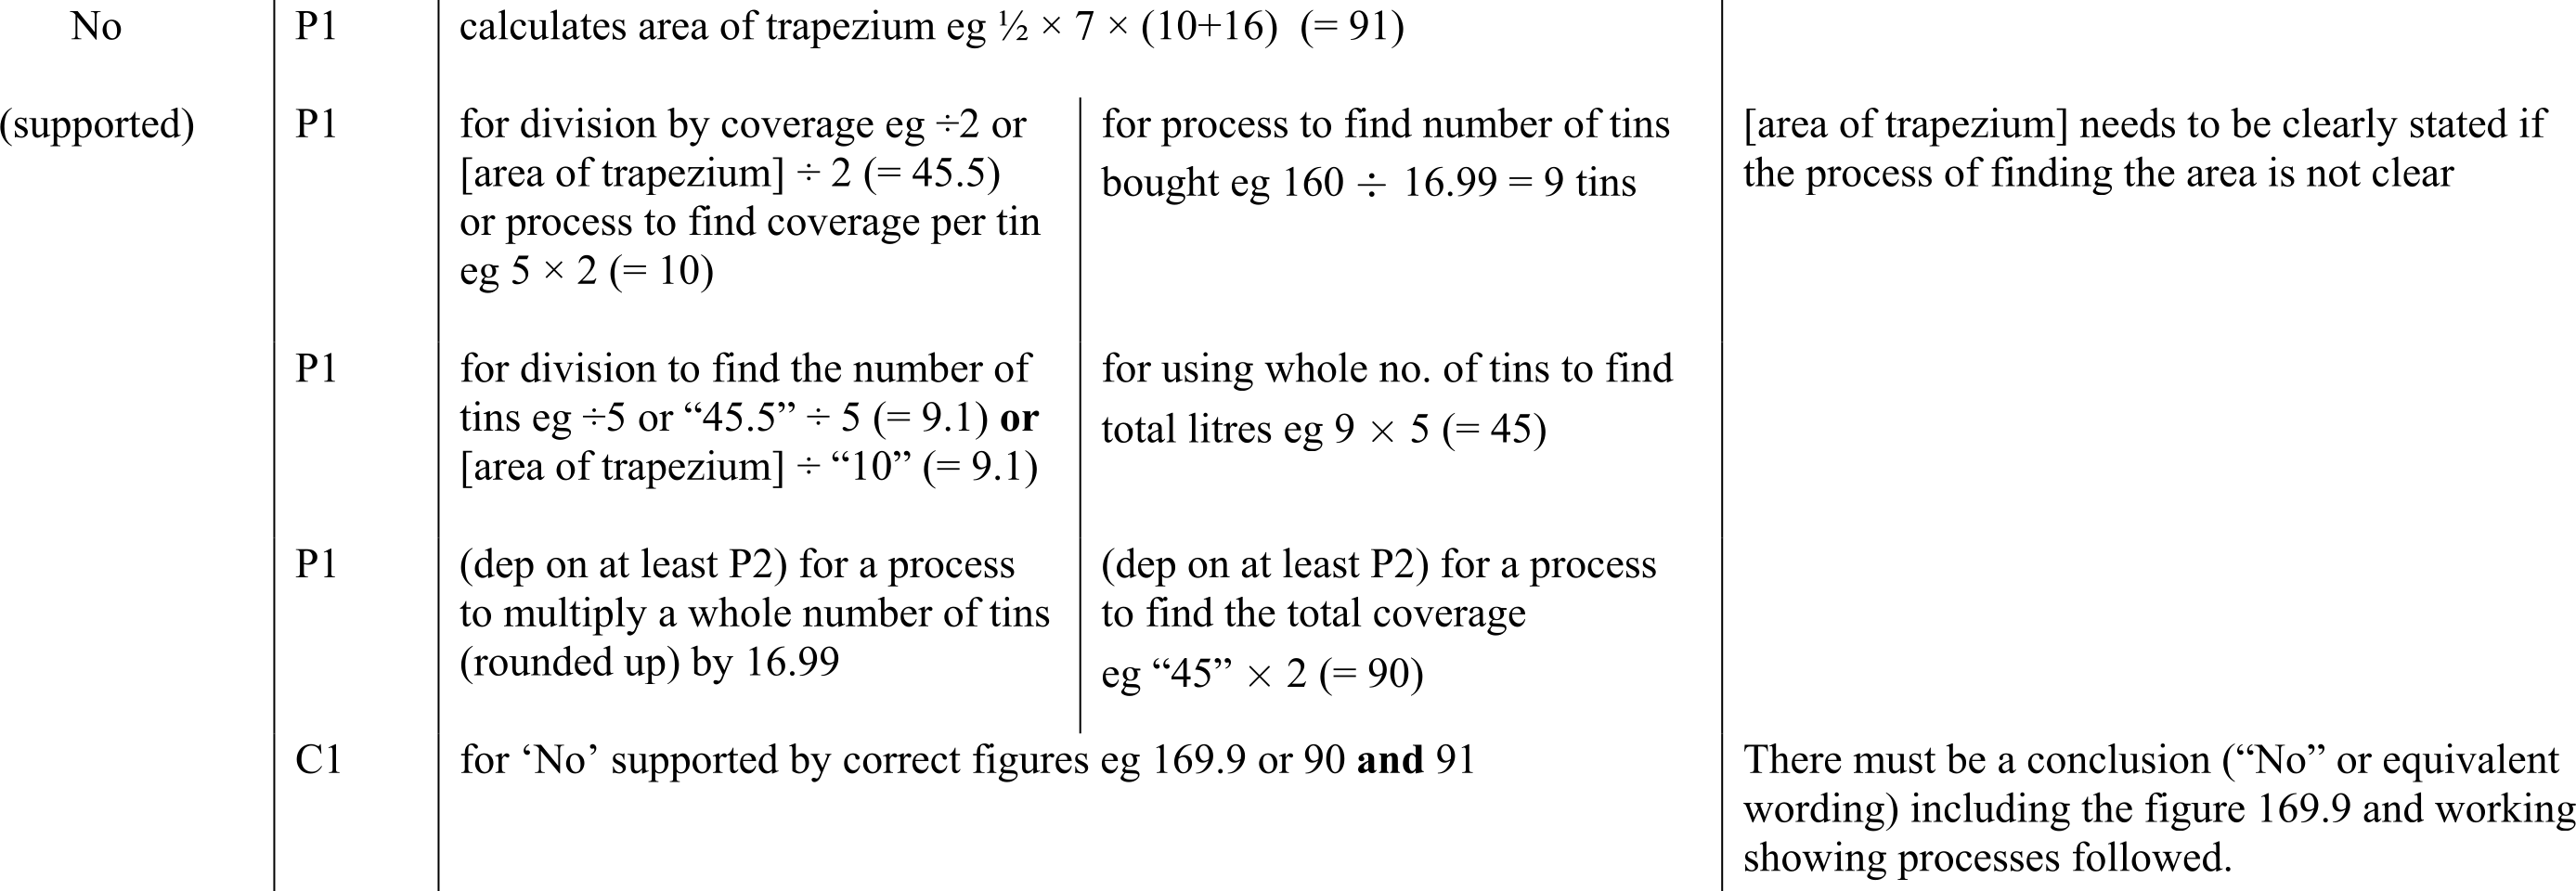 No P1 calculates area of trapezium eg ½ × 7 × (10+16) (= 91)
(supported) P1 for division by coverage eg ÷2 or
[area of trapezium] ÷ 2 (= 45.5)
or process to find coverage per tin
eg 5 × 2 (= 10)
for process to find number of tins
bought eg 160 ÷ 16.99 = 9 tins
[area of trapezium] needs to be clearly stated if
the process of finding the area is not clear
P1 for division to find the number of
tins eg ÷5 or “45.5” ÷ 5 (= 9.1) or
[area of trapezium] ÷ “10” (= 9.1)
for using whole no. of tins to find
total litres eg 9 × 5 (= 45)
P1 (dep on at least P2) for a process
to multiply a whole number of tins
(rounded up) by 16.99
(dep on at least P2) for a process
to find the total coverage
eg “45” × 2 (= 90)
C1 for ‘No’ supported by correct figures eg 169.9 or 90 and 91
There must be a conclusion (“No” or equivalent
wording) including the figure 169.9 and working
showing processes followed.